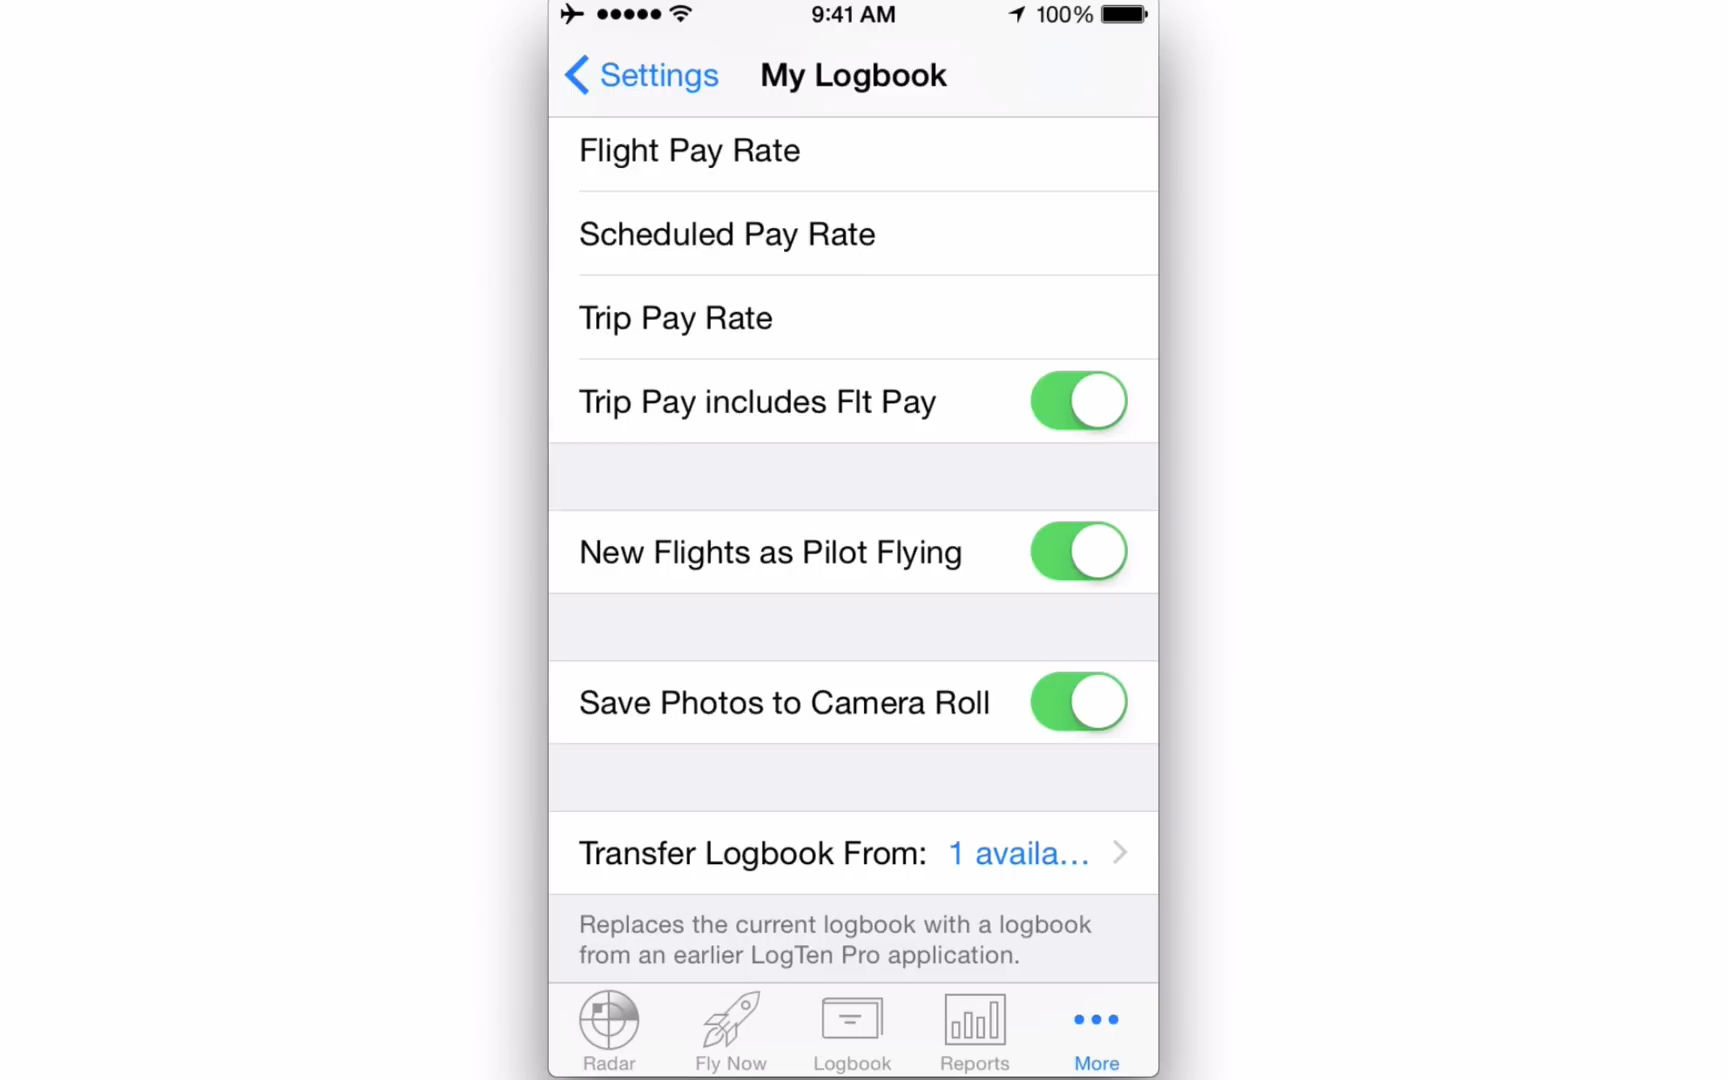 9:41 AM
100%
Settings
My Logbook
Flight Pay Rate
Scheduled Pay Rate
Trip Pay Rate
Trip Pay includes Flt Pay
New Flights as Pilot Flying
Save Photos to Camera Roll
Transfer Logbook From: 1 availa...
Replaces the current logbook with a logbook
from an earlier LogTen Pro application.
Radar
Fly Now
Logbook
Reports
More